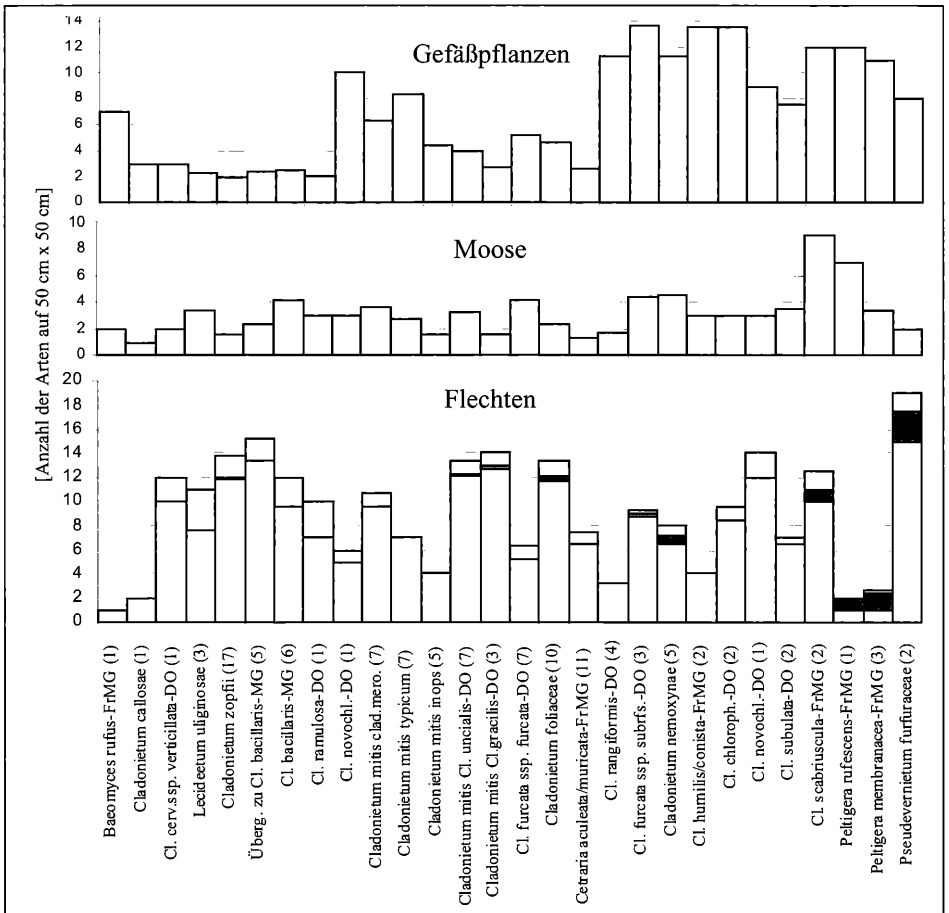 [Anzahl der Arten auf 50 cm x 50 cm]
Gefäßpflanzen
14
12
10
8
6
4
2
0
Moose
10
8
6
4
2
0
Flechten
20
18
16
14
12
10
8
6
4
2
0
Baeomyces rufus-FrMG (1)
Cladonietum callosae (1)
Cl. cerv.ssp. verticillata-DO (1)
Lecideetum uliginosae (3)
Cladonietum zopfii (17)
Überg. zu Cl. bacillaris-MG (5)
Cl. bacillaris-MG (6)
Cl. ramulosa-DO (1)
Cl. novochl.-DO (1)
Cladonietum mitis clad.mero. (7)
Cladonietum mitis typicum (7)
Cladonietum mitis inops (5)
Cladonietum mitis Cl. uncialis-DO (7)
Cladonietum mitis Cl.gracilis-DO (3)
Cl. furcata ssp. furcata-DO (7)
Cladonietum foliaceae (10)
Cetraria aculeata/muricata-FrMG (11)
Cl. rangiformis-DO (4)
Cl. furcata ssp. subrfs.-DO (3)
Cladonietum nemoxynae (5)
Cl. humilis/conista-FrMG (2)
Cl. chloroph.-DO (2)
Cl. novochl.-DO (1)
Cl. subulata-DO (2)
Cl. scabriuscula-FrMG (2)
Peltigera rufescens-FrMG (1)
Peltigera membranacea-FrMG (3)
Pseudevernietum furfuraceae (2)